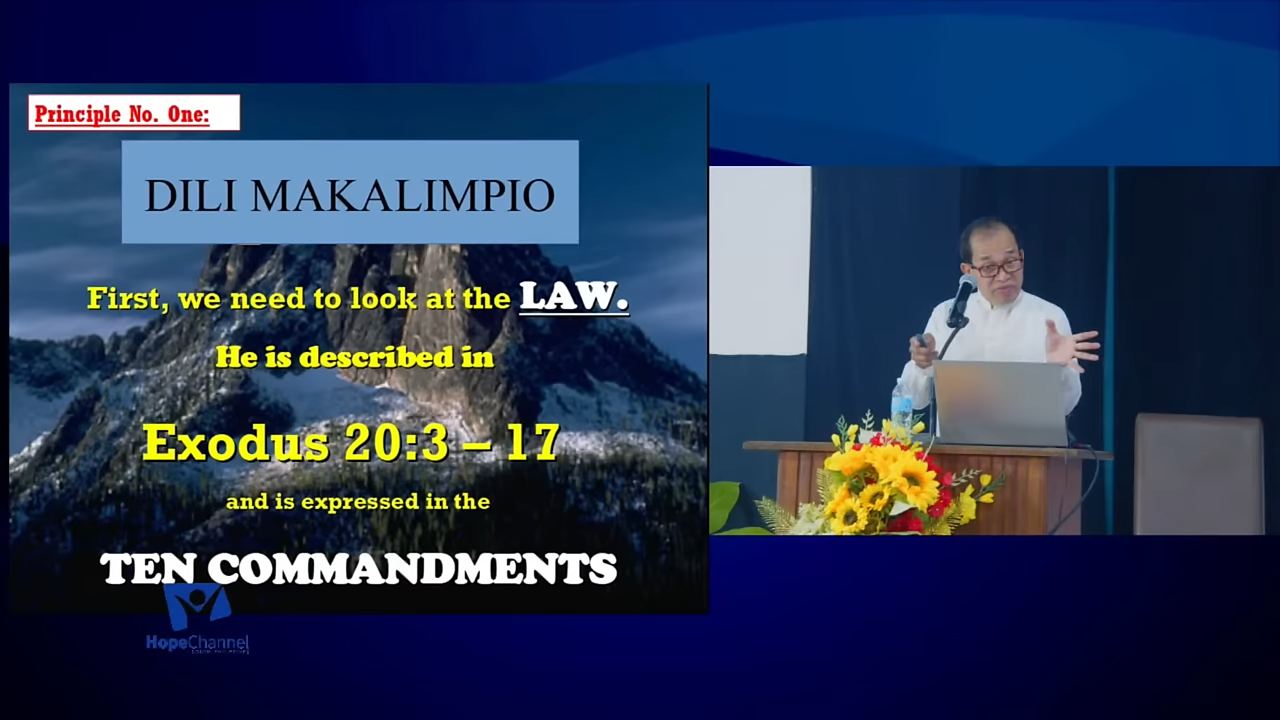 Principle No. One:
DILI MAKALIMPIO
First, we need to look at the LAW.
He is described in
Exodus 20:3 – 17
and is expressed in the
TEN COMMANDMENTS
HopeChannel